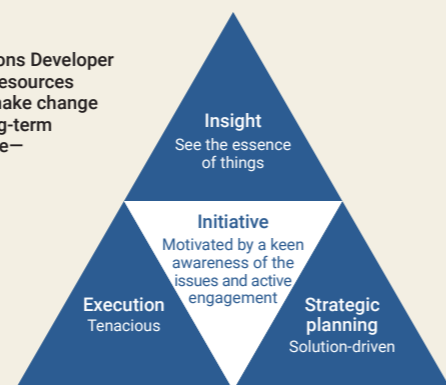 ons Developer
esources
make change
g-term
e—
Insight
See the essence
of things
Initiative
Motivated by a keen
awareness of the
issues and active
engagement
Execution
Tenacious
Strategic
planning
Solution-driven